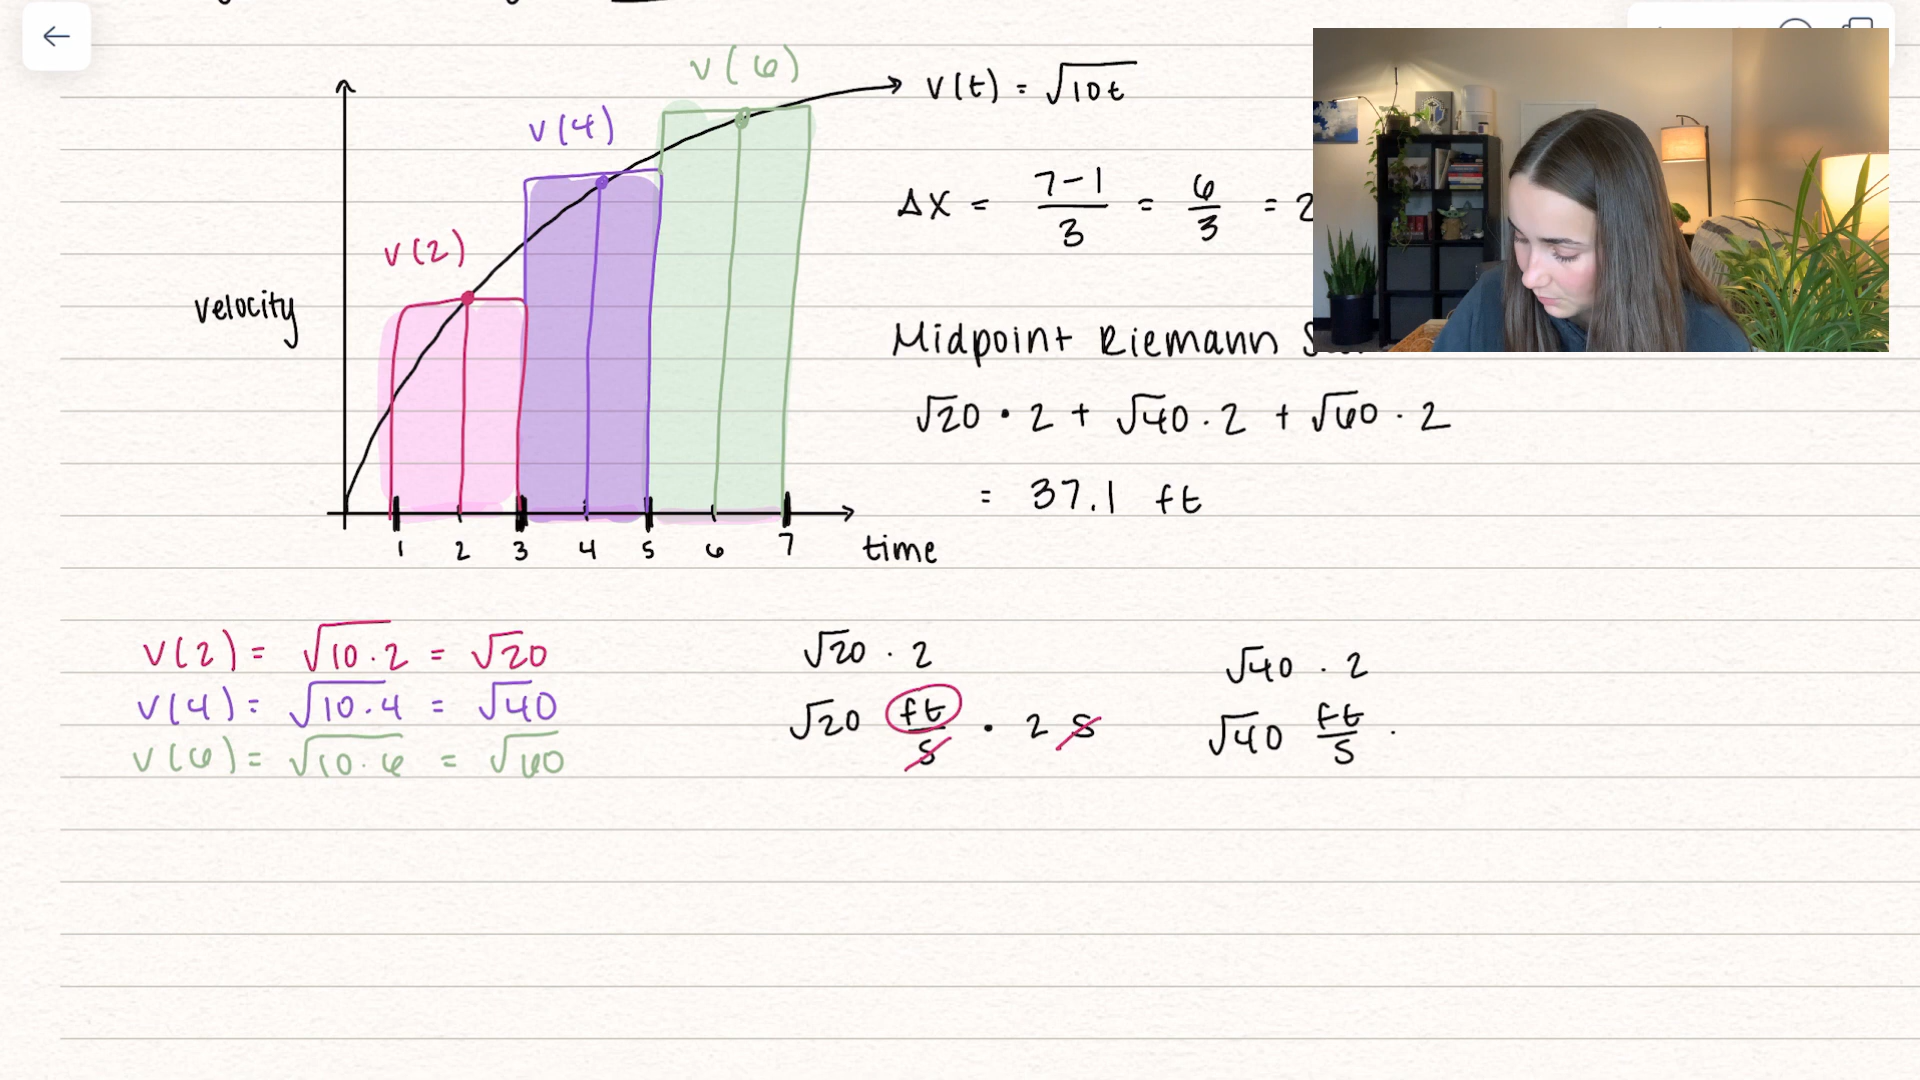 v(6)
v(t) = √10t
v(4)
Δx = 7-1/3 = 6/3 = 2
v(2)
velocity
Midpoint Riemann
√20 · 2 + √40 · 2 + √60 · 2
= 37.1 ft
1 2 3 4 5 6 7 time
v(2) = √10.2 = √20
v(4) = √10.4 = √40
v(6) = √10.6 = √60
√20 · 2
√20 ft/s · 2 s
√40 · 2
√40 ft/s ·